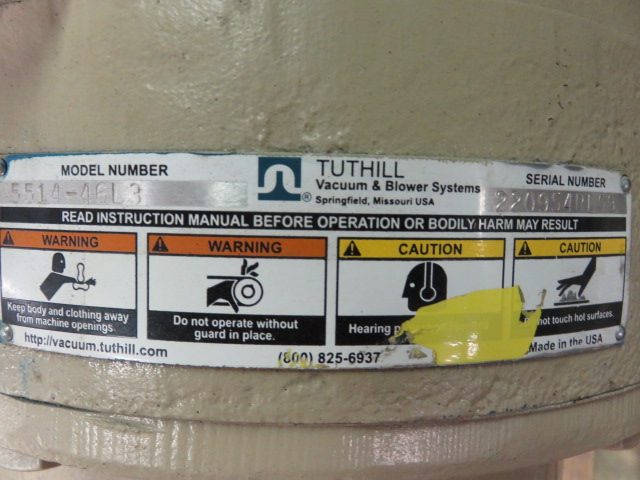 MODEL NUMBER
5514-46L3
TUTHILL
Vacuum & Blower Systems
Springfield, Missouri USA
SERIAL NUMBER
READ INSTRUCTION MANUAL BEFORE OPERATION OR BODILY HARM MAY RESULT
WARNING
Keep body and clothing away
from machine openings
WARNING
Do not operate without
guard in place.
CAUTION
Hearing
CAUTION
not touch hot surfaces.
http://vacuum.tuthill.com
(800) 825-6937
Made in the USA